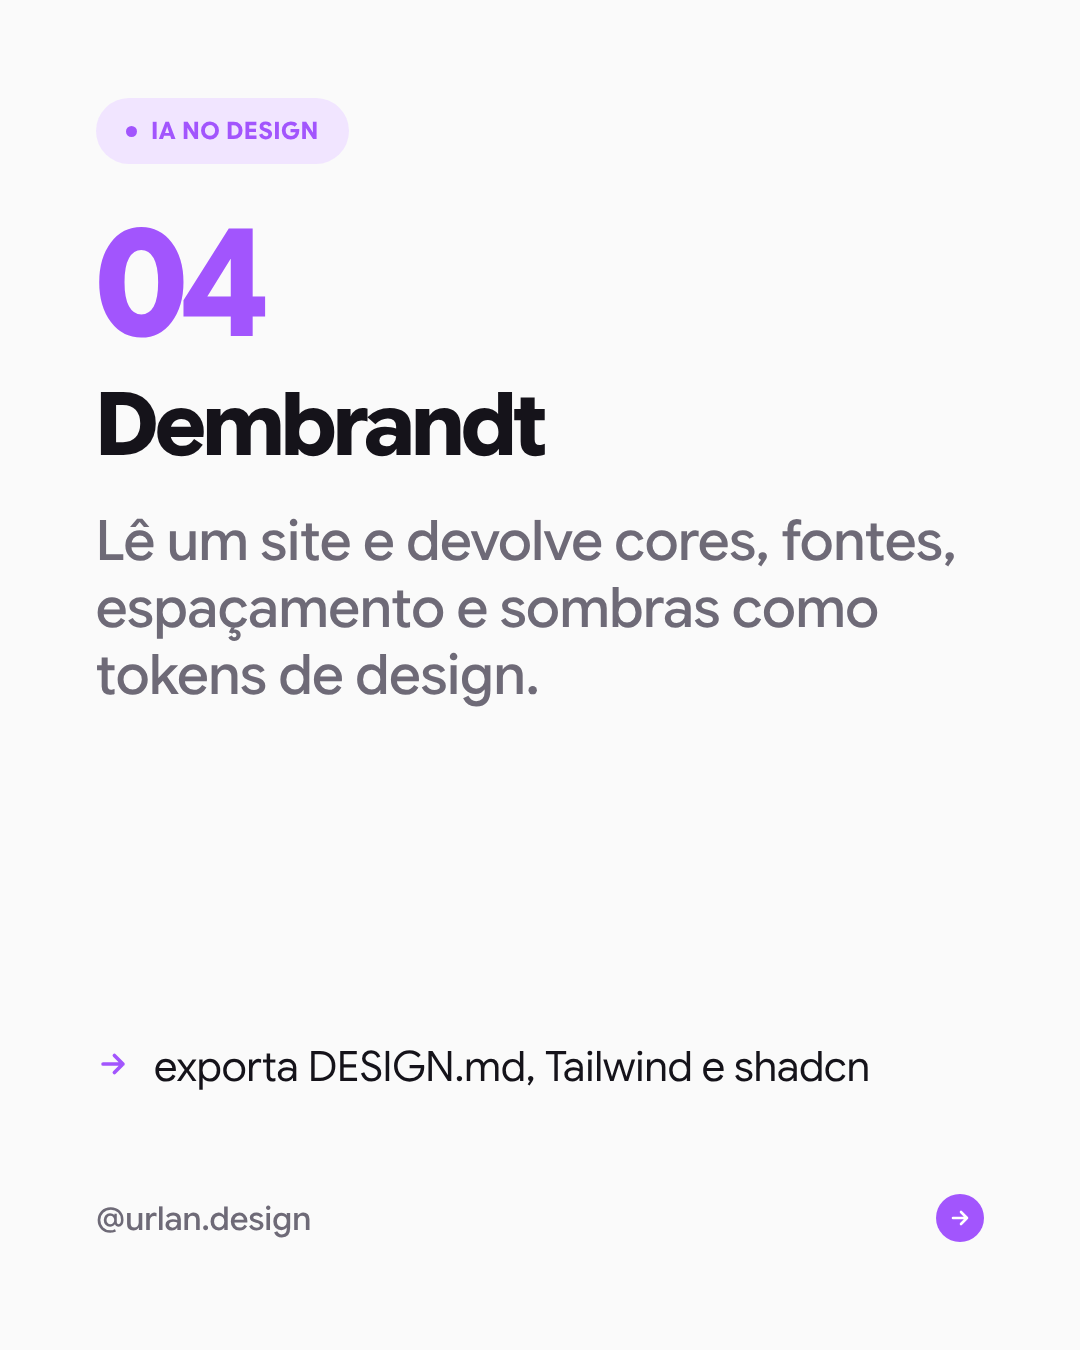 IA NO DESIGN
04
Dembrandt
Lê um site e devolve cores, fontes,
espaçamento e sombras como
tokens de design.
→ exporta DESIGN.md, Tailwind e shadcn
@urlan.design